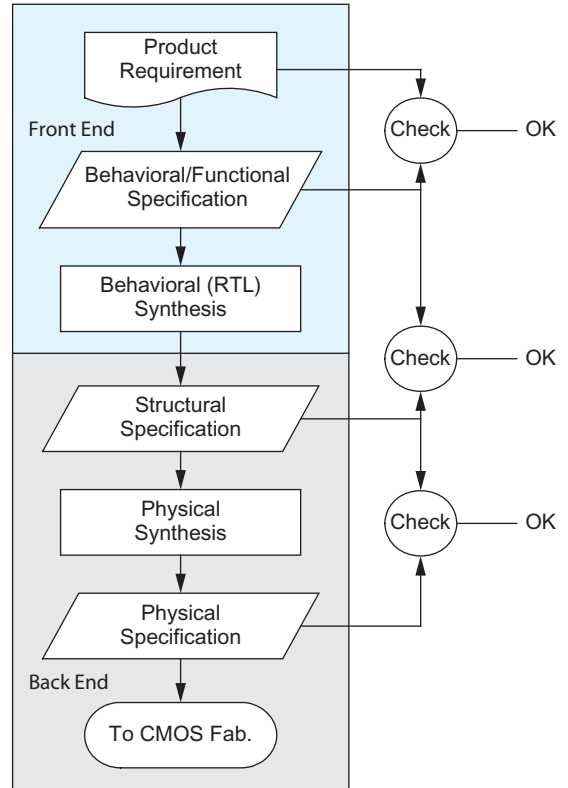 Product
Requirement
Check
OK
Front End
Behavioral/Functional
Specification
Behavioral (RTL)
Synthesis
Check
OK
Structural
Specification
Physical
Synthesis
Check
OK
Physical
Specification
Back End
To CMOS Fab.